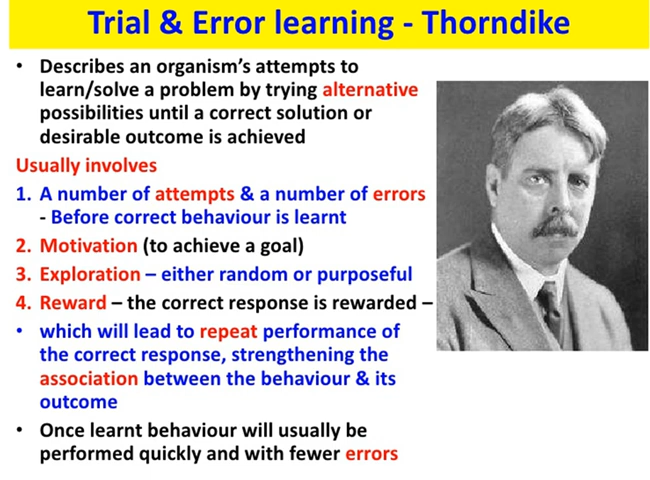 Trial & Error learning - Thorndike
• Describes an organism’s attempts to
learn/solve a problem by trying alternative
possibilities until a correct solution or
desirable outcome is achieved
Usually involves
1. A number of attempts & a number of errors
- Before correct behaviour is learnt
2. Motivation (to achieve a goal)
3. Exploration – either random or purposeful
4. Reward – the correct response is rewarded –
• which will lead to repeat performance of
the correct response, strengthening the
association between the behaviour & its
outcome
• Once learnt behaviour will usually be
performed quickly and with fewer errors